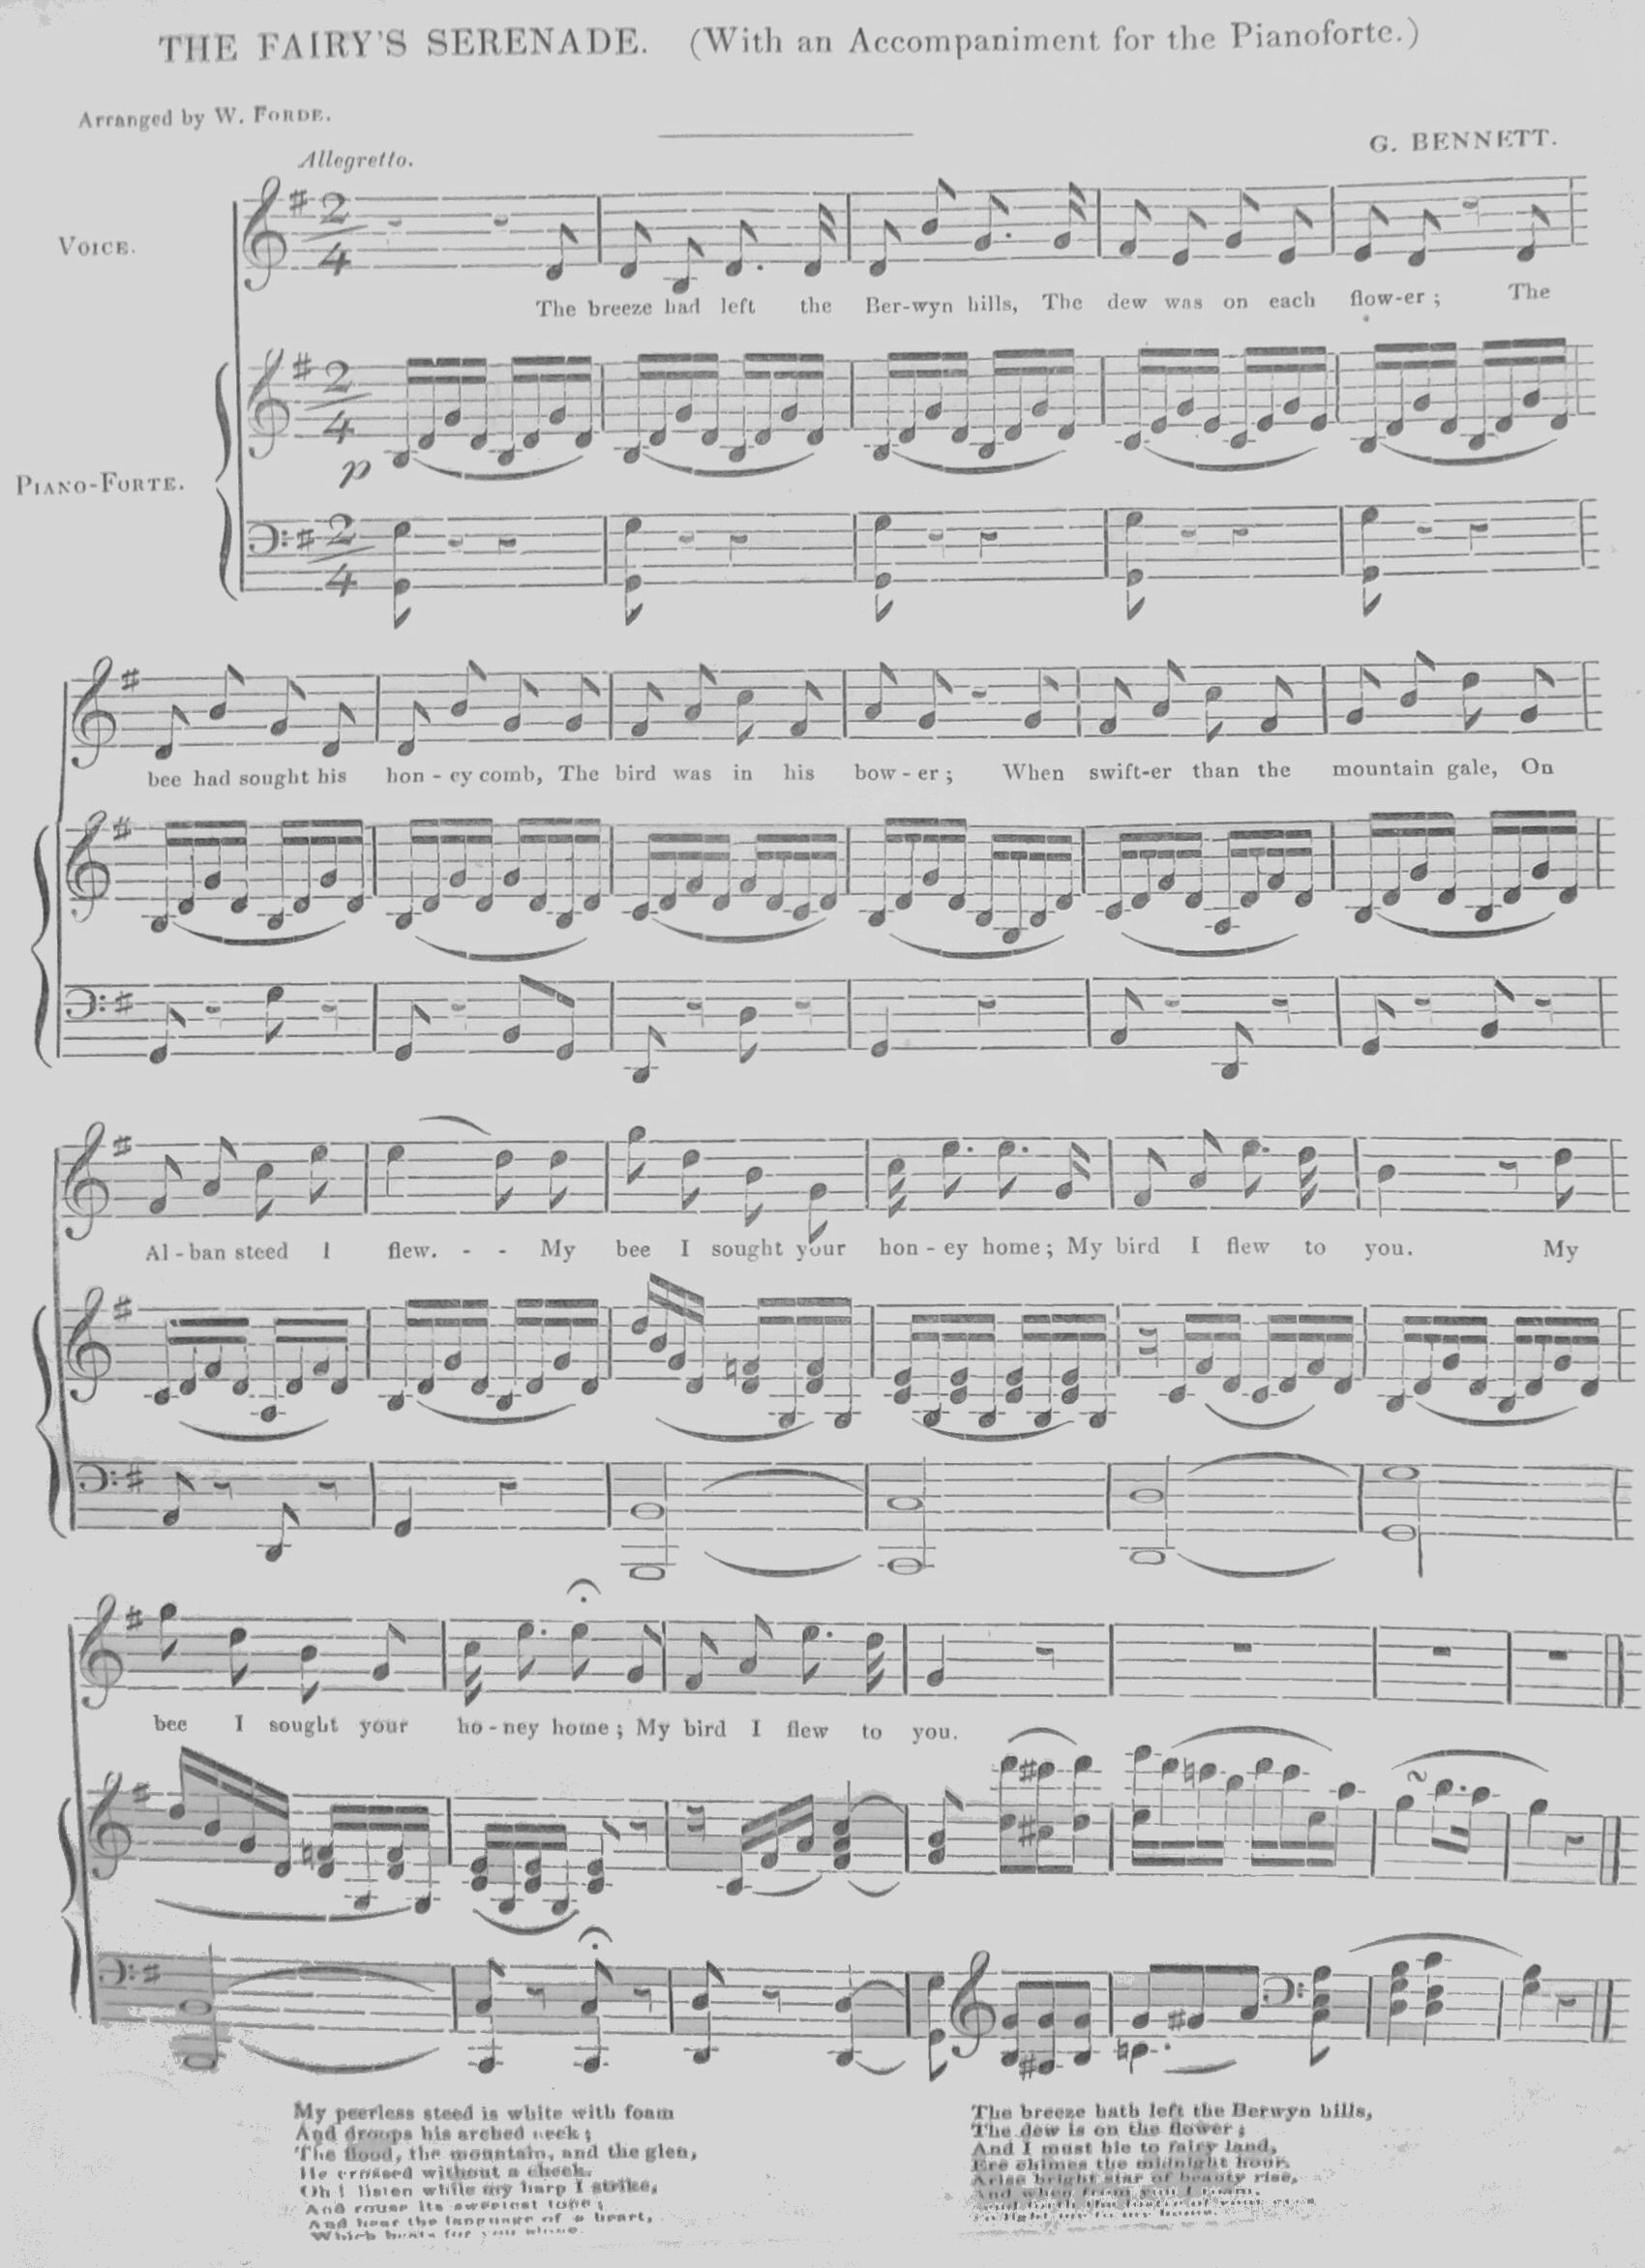 THE FAIRY'S SERENADE. (With an Accompaniment for the Pianoforte.)
Arranged by W. FORDE.
G. BENNETT.
Allegretto.
VOICE.
The breeze had left the Ber-wyn hills, The dew was on each flow-er; The
p
PIANO-FORTE.
bee had sought his hon-ey comb, The bird was in his bow-er; When swift-er than the mountain gale, On
Al-ban steed I flew. - - My bee I sought your hon-ey home; My bird I flew to you. My
bee I sought your ho-ney home; My bird I flew to you.
My peerless steed is white with foam
And droops his arched neck;
The flood, the mountain, and the glen,
He crossed without a check.
Oh! listen while my harp I strike,
And rouse its sweetest tone;
And hear the language of a heart,
Which beats for you alone.
The breeze hath left the Berwyn hills,
The dew is on the flower;
And I must hie to fairy land,
Ere chimes the midnight hour.
Arise bright star of beauty rise,
And when from you I roam,
to my home.